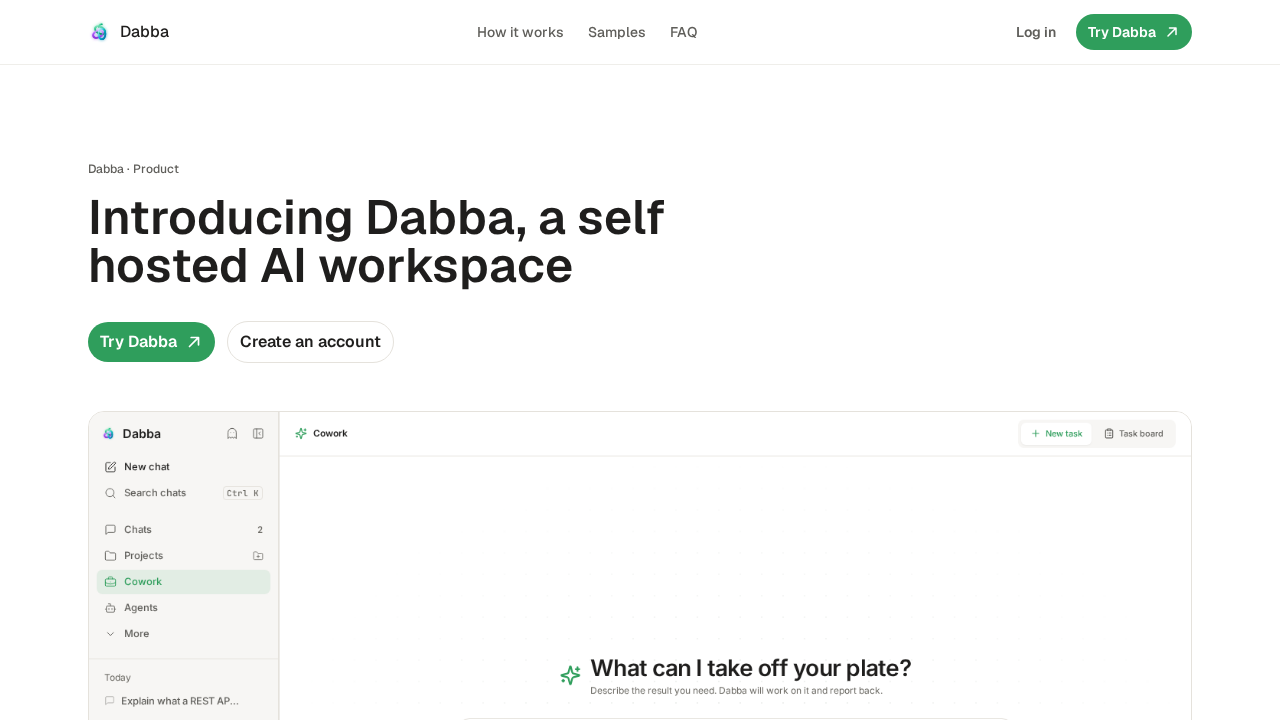 Dabba
How it works
Samples
FAQ
Log in
Try Dabba
Dabba · Product
Introducing Dabba, a self
hosted AI workspace
Try Dabba
Create an account
Dabba
New chat
Search chats
Ctrl K
Chats
2
Projects
Cowork
Agents
More
Today
Explain what a REST AP...
Cowork
New task
Task board
What can I take off your plate?
Describe the result you need. Dabba will work on it and report back.